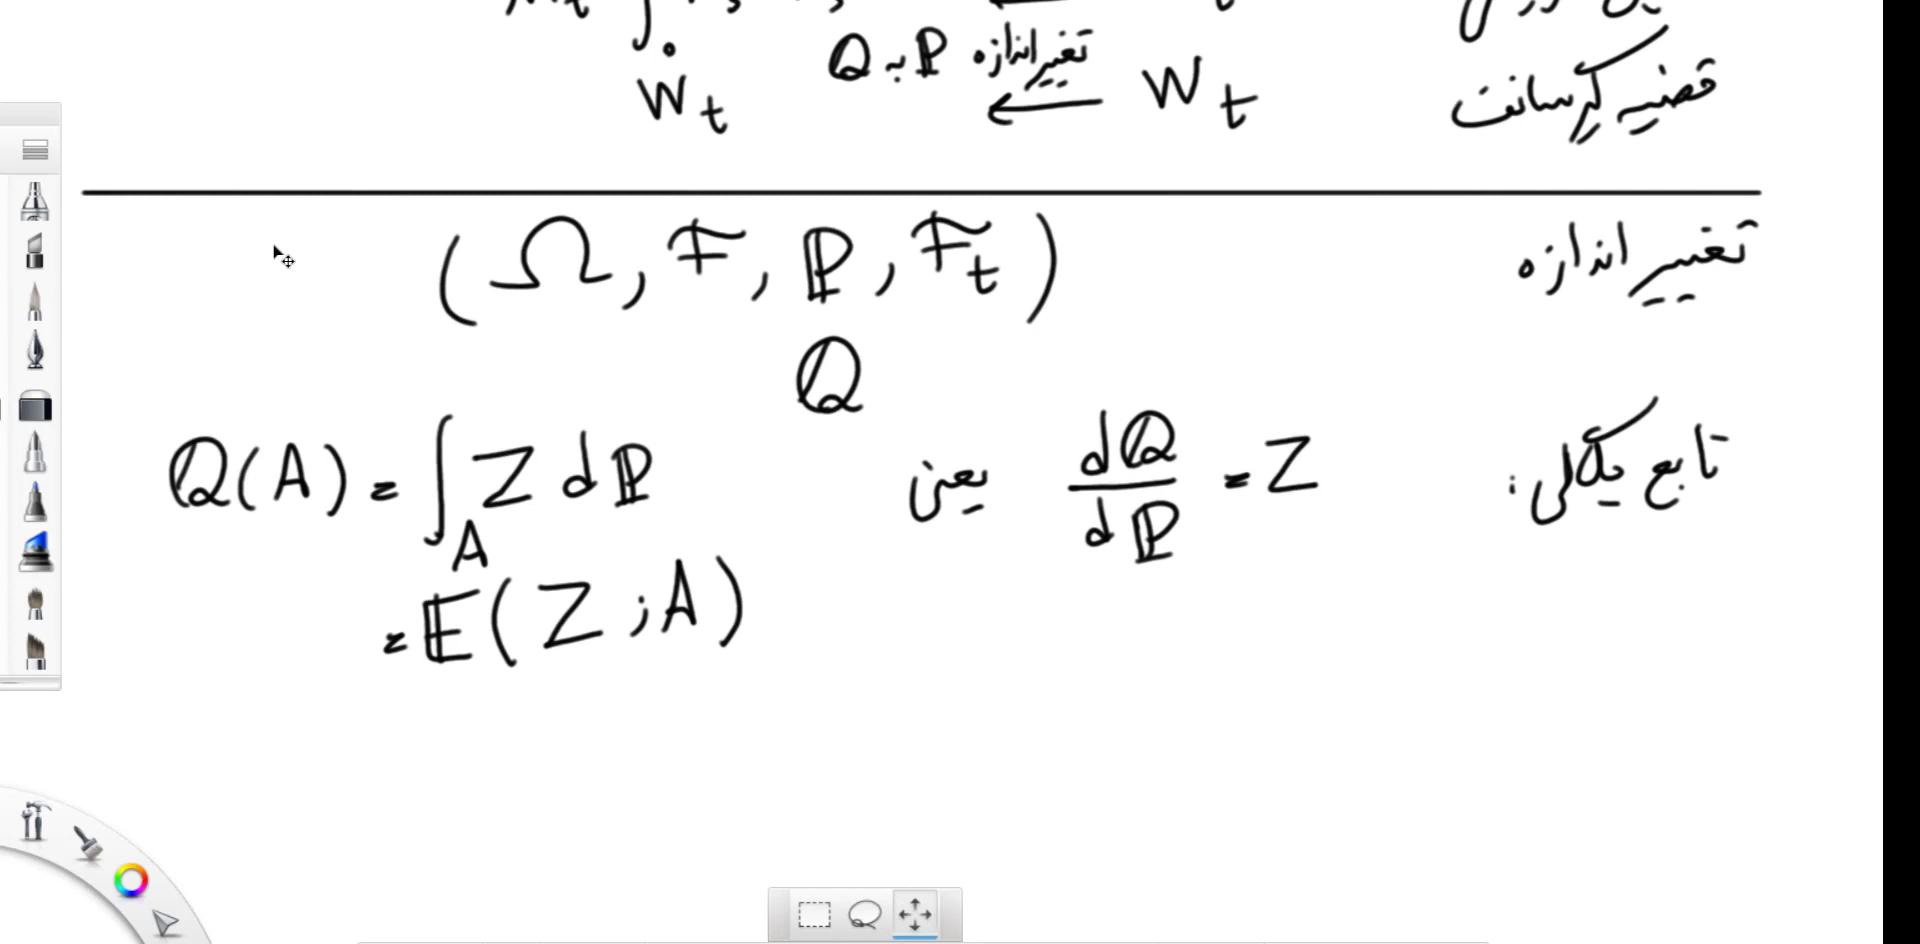 Q به P تغییر اندازه
قضیه گیرسانف W_t ← W_t
تغییر اندازه (Ω, F, P, F_t)
Q
تابع چگالی: dQ/dP = Z یعنی Q(A) = ∫_A Z dP
= E(Z ; A)